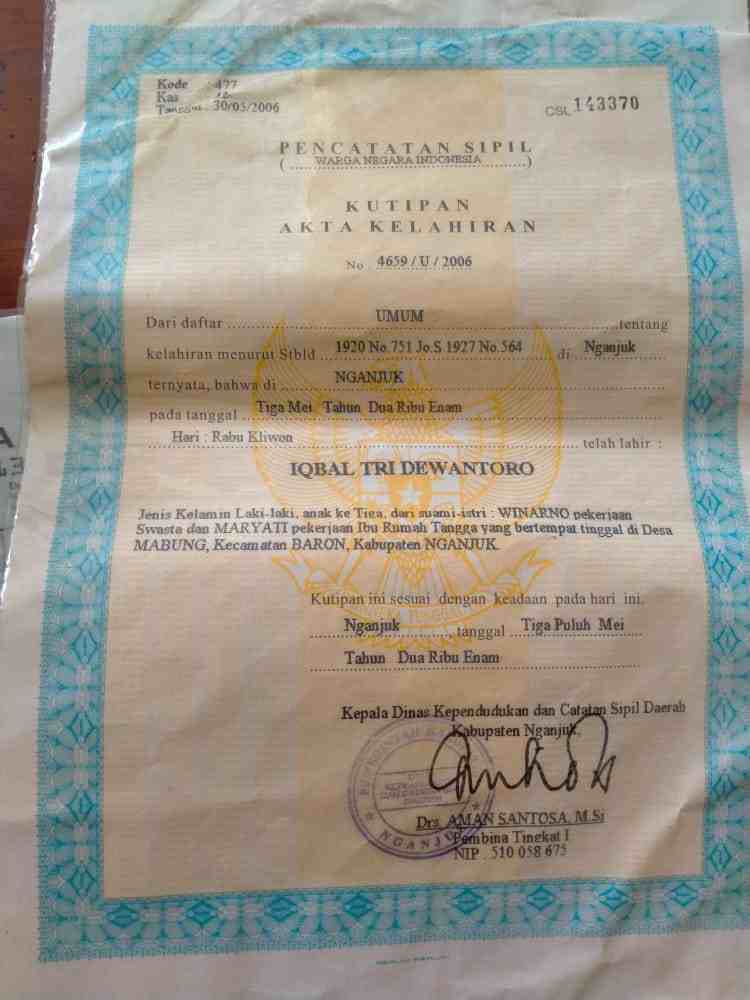 Kode : 477
Kas
Tanggal 30/05/2006
CSL 143370
PENCATATAN SIPIL
( WARGA NEGARA INDONESIA )
KUTIPAN
AKTA KELAHIRAN
No 4659 / U / 2006
Dari daftar UMUM tentang
kelahiran menurut Stbld 1920 No.751 Jo.S.1927 No.564 di Nganjuk
ternyata, bahwa di NGANJUK
pada tanggal Tiga Mei Tahun Dua Ribu Enam
Hari : Rabu Kliwon telah lahir :
IQBAL TRI DEWANTORO
Jenis Kelamin Laki-laki, anak ke Tiga, dari suami-istri : WINARNO pekerjaan
Swasta dan MARYATI pekerjaan Ibu Rumah Tangga yang bertempat tinggal di Desa
MABUNG, Kecamatan BARON, Kabupaten NGANJUK.
Kutipan ini sesuai dengan keadaan pada hari ini.
Nganjuk, tanggal Tiga Puluh Mei
Tahun Dua Ribu Enam
Kepala Dinas Kependudukan dan Catatan Sipil Daerah
Kabupaten Nganjuk,
NGANJUK
Drs. AMAN SANTOSA, M.Si
Pembina Tingkat I
NIP . 510 058 675